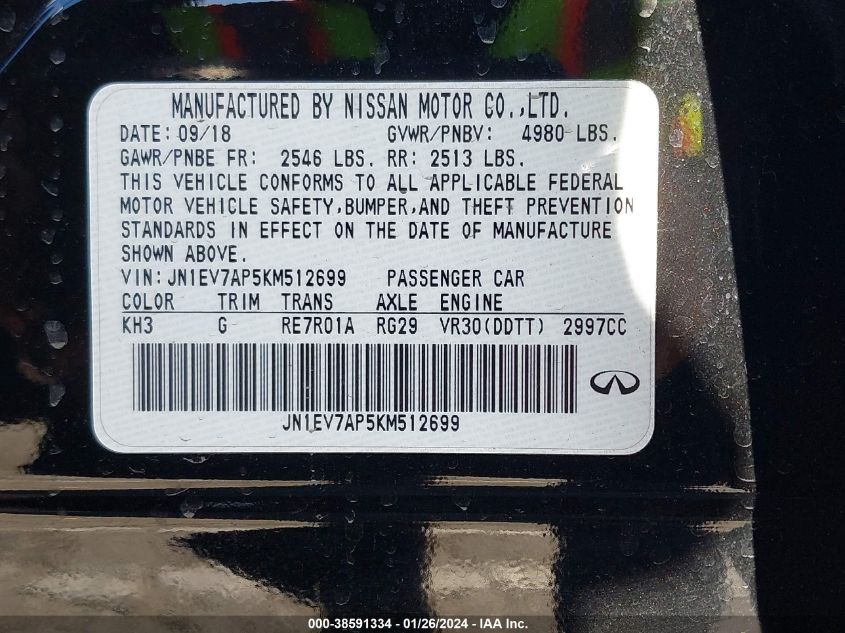 MANUFACTURED BY NISSAN MOTOR CO.,LTD.
DATE: 09/18 GVWR/PNBV: 4980 LBS.
GAWR/PNBE FR: 2546 LBS. RR: 2513 LBS.
THIS VEHICLE CONFORMS TO ALL APPLICABLE FEDERAL
MOTOR VEHICLE SAFETY,BUMPER,AND THEFT PREVENTION
STANDARDS IN EFFECT ON THE DATE OF MANUFACTURE
SHOWN ABOVE.
VIN:JN1EV7AP5KM512699 PASSENGER CAR
COLOR TRIM TRANS AXLE ENGINE
KH3 G RE7R01A RG29 VR30(DDTT) 2997CC
JN1EV7AP5KM512699
000-38591334 - 01/26/2024 - IAA Inc.